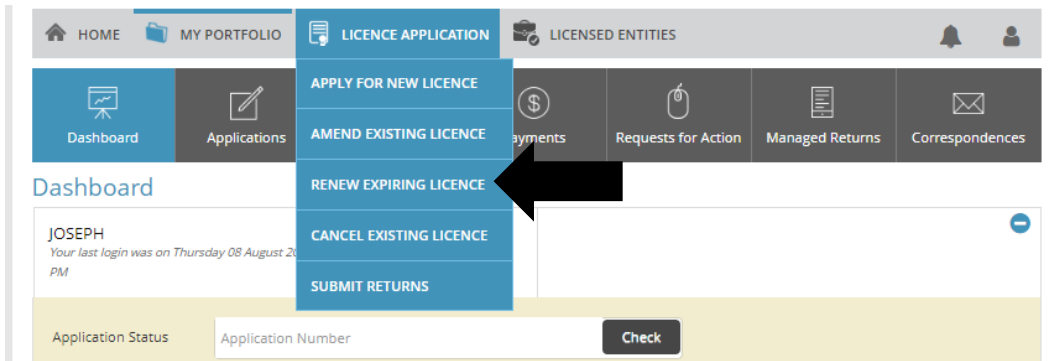 HOME MY PORTFOLIO LICENCE APPLICATION LICENSED ENTITIES
APPLY FOR NEW LICENCE
AMEND EXISTING LICENCE
RENEW EXPIRING LICENCE
CANCEL EXISTING LICENCE
SUBMIT RETURNS
Dashboard Applications ayments Requests for Action Managed Returns Correspondences
Dashboard
JOSEPH
Your last login was on Thursday 08 August 20
PM
Application Status Application Number Check